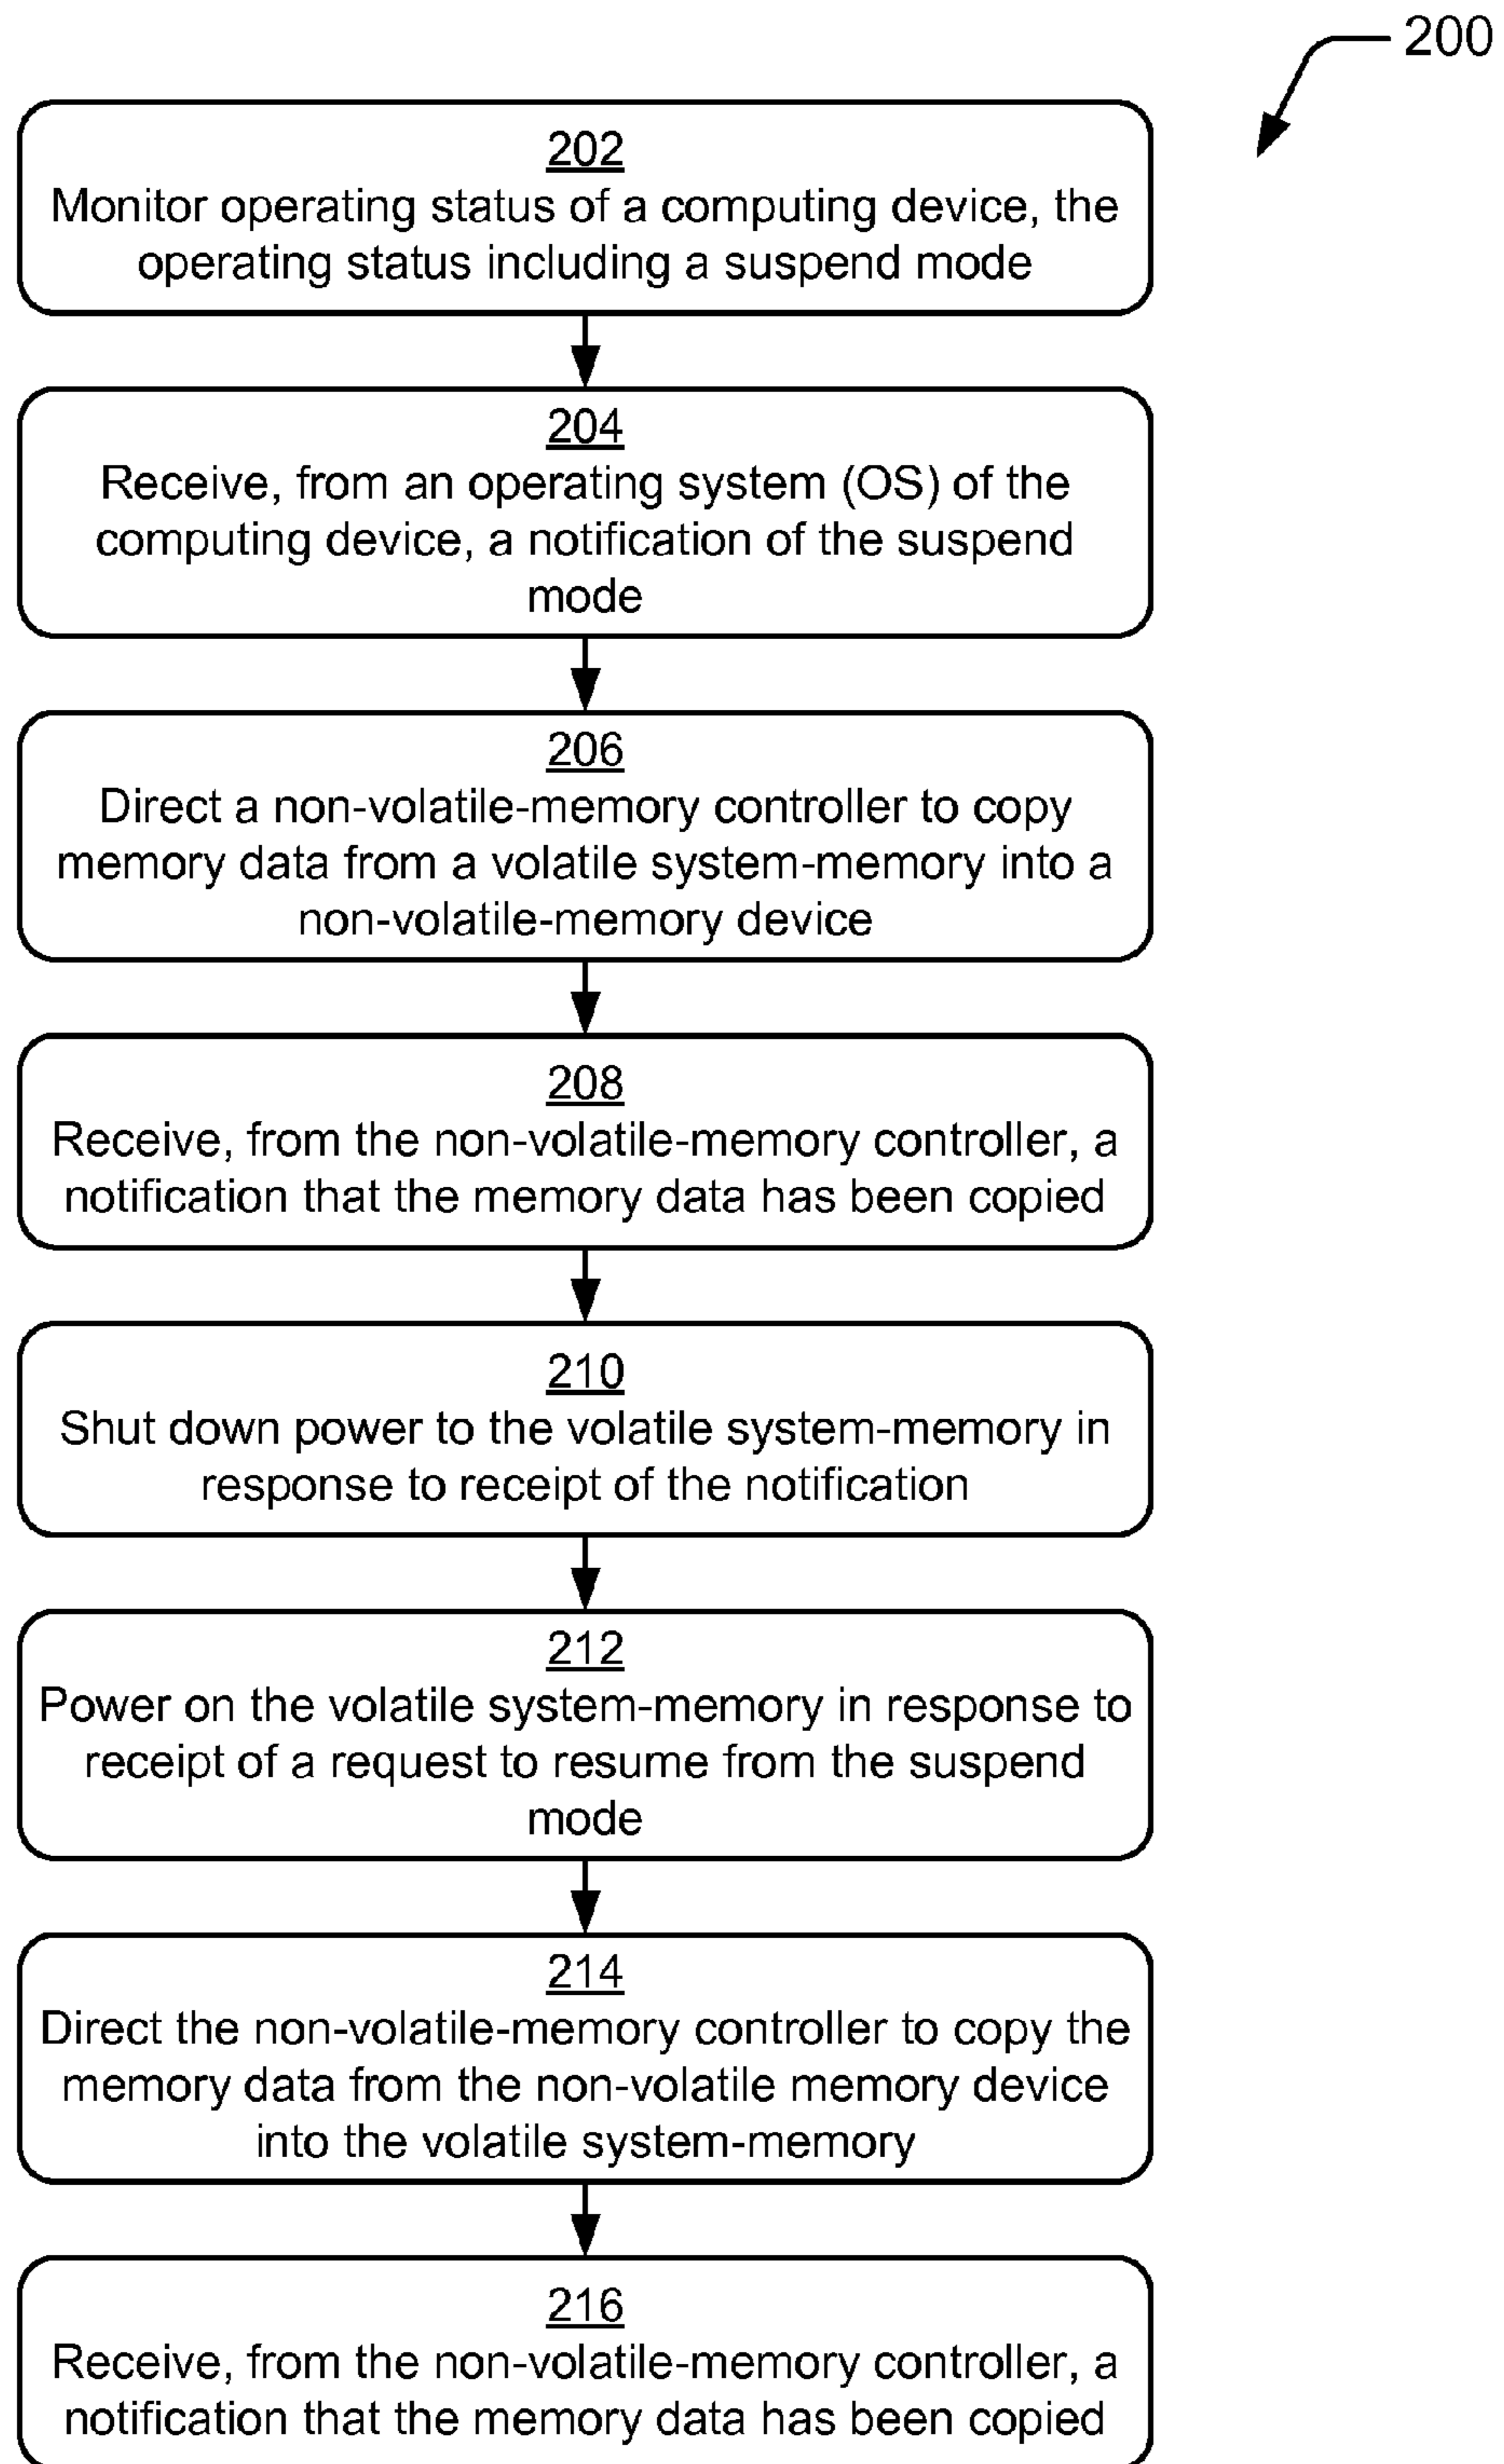 200
202
Monitor operating status of a computing device, the
operating status including a suspend mode
204
Receive, from an operating system (OS) of the
computing device, a notification of the suspend
mode
206
Direct a non-volatile-memory controller to copy
memory data from a volatile system-memory into a
non-volatile-memory device
208
Receive, from the non-volatile-memory controller, a
notification that the memory data has been copied
210
Shut down power to the volatile system-memory in
response to receipt of the notification
212
Power on the volatile system-memory in response to
receipt of a request to resume from the suspend
mode
214
Direct the non-volatile-memory controller to copy the
memory data from the non-volatile memory device
into the volatile system-memory
216
Receive, from the non-volatile-memory controller, a
notification that the memory data has been copied